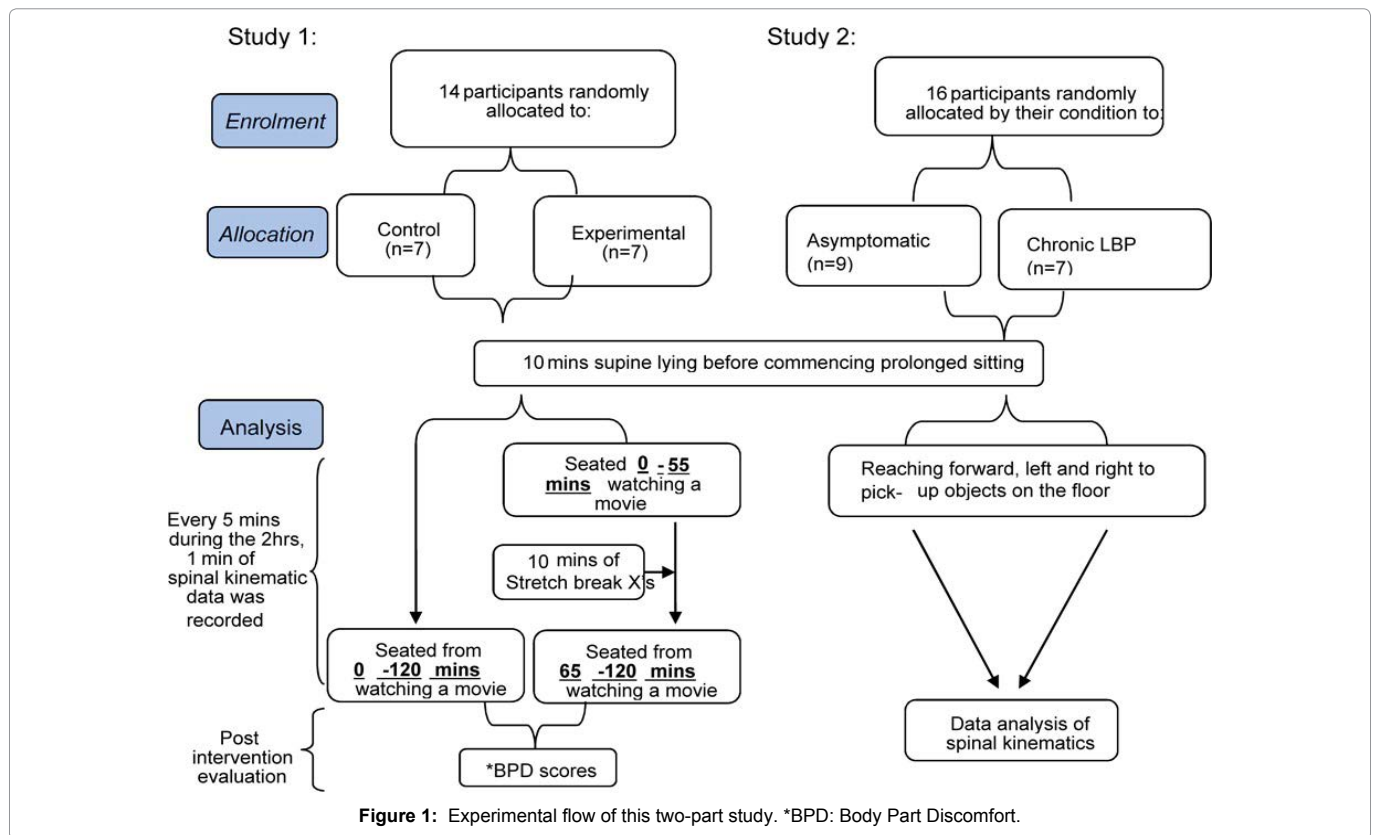 Study 1:
Study 2:
Enrolment
14 participants randomly
allocated to:
16 participants randomly
allocated by their condition to:
Allocation
Control
(n=7)
Experimental
(n=7)
Asymptomatic
(n=9)
Chronic LBP
(n=7)
10 mins supine lying before commencing prolonged sitting
Analysis
Every 5 mins
during the 2hrs,
1 min of
spinal kinematic
data was
recorded
Seated 0 -55
mins watching a
movie
10 mins of
Stretch break X's
Seated from
0 -120 mins
watching a movie
Seated from
65 -120 mins
watching a movie
Reaching forward, left and right to
pick- up objects on the floor
Post
intervention
evaluation
*BPD scores
Data analysis of
spinal kinematics
Figure 1: Experimental flow of this two-part study. *BPD: Body Part Discomfort.